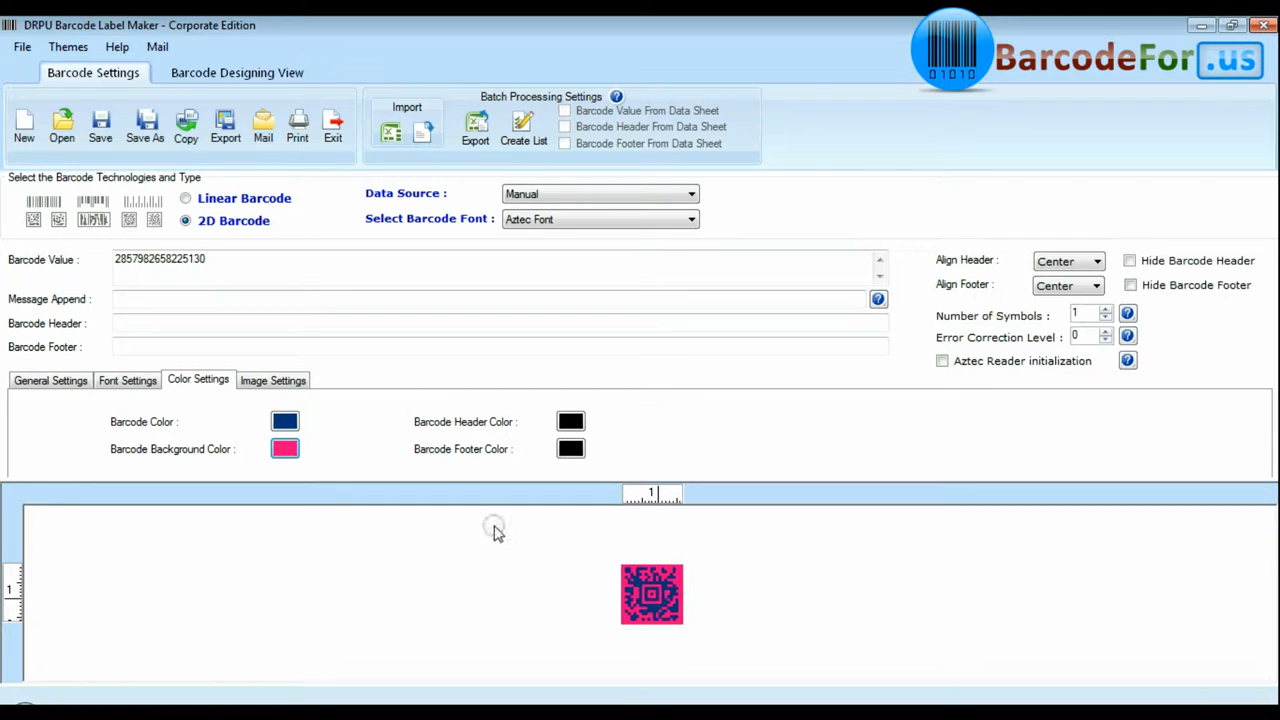 DRPU Barcode Label Maker - Corporate Edition
BarcodeFor.us
01010
File Themes Help Mail
Barcode Settings Barcode Designing View
Import
Batch Processing Settings ?
Barcode Value From Data Sheet
Barcode Header From Data Sheet
Barcode Footer From Data Sheet
New Open Save Save As Copy Export Mail Print Exit Export Create List
Select the Barcode Technologies and Type
Linear Barcode
2D Barcode
Data Source : Manual
Select Barcode Font : Aztec Font
Barcode Value : 2857982658225130
Message Append : ?
Barcode Header :
Barcode Footer :
Align Header : Center Hide Barcode Header
Align Footer : Center Hide Barcode Footer
Number of Symbols : 1 ?
Error Correction Level : 0 ?
Aztec Reader initialization ?
General Settings Font Settings Color Settings Image Settings
Barcode Color : Barcode Header Color :
Barcode Background Color : Barcode Footer Color :
1
1